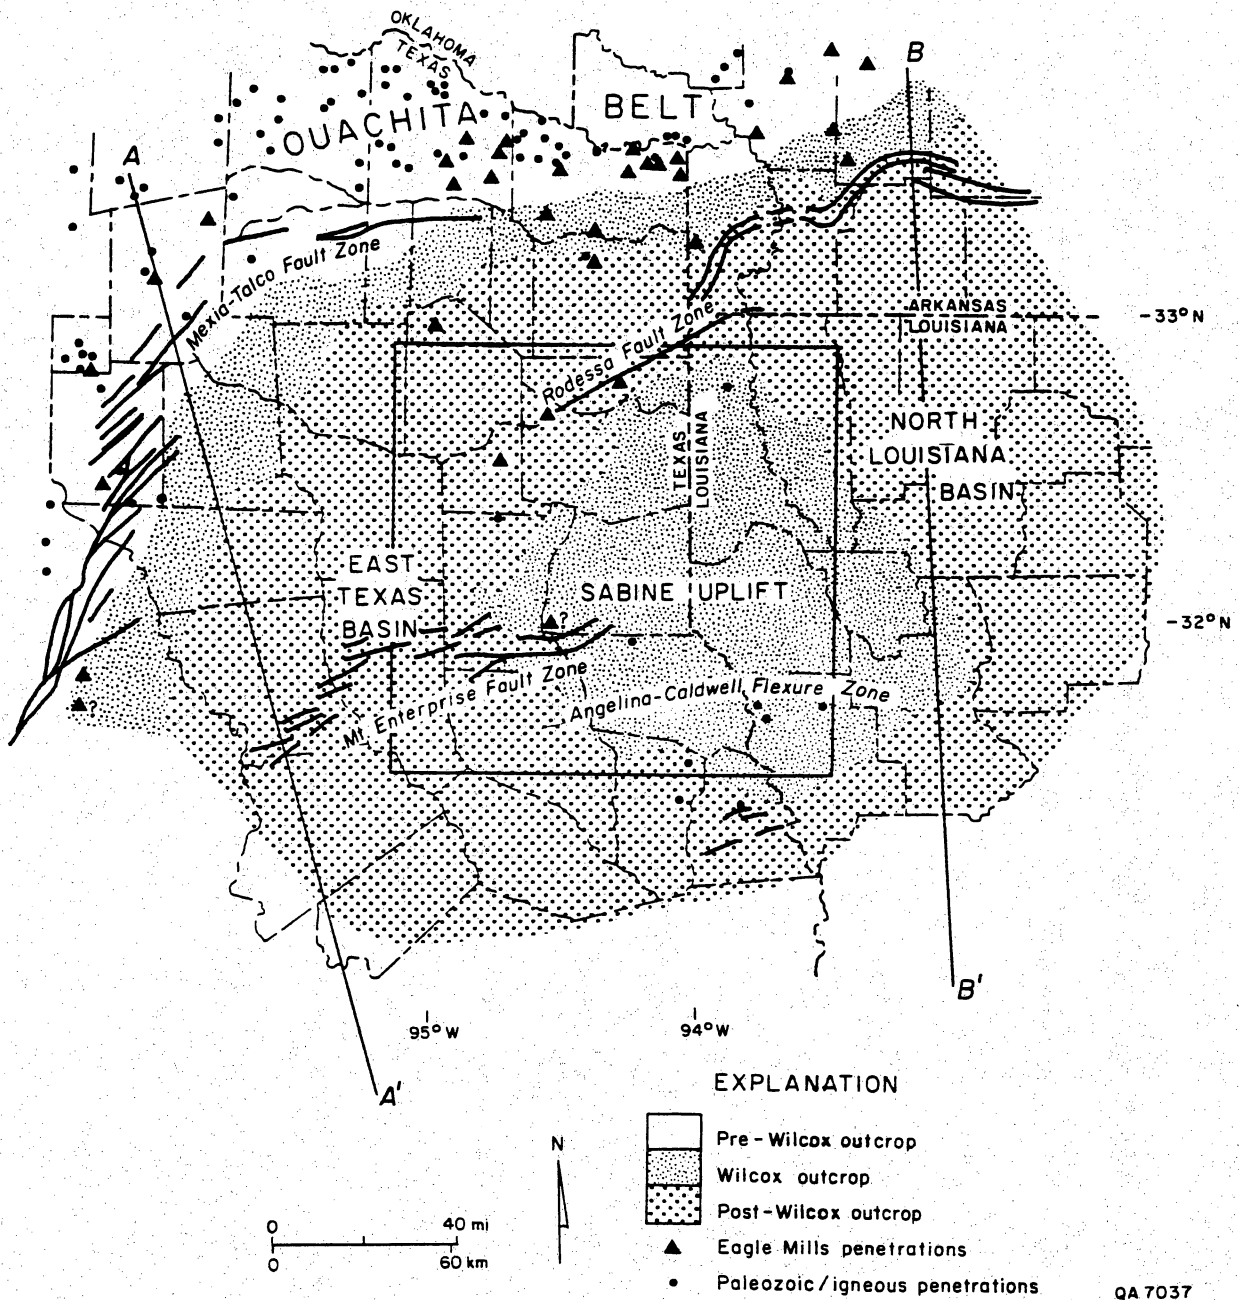 OKLAHOMA
TEXAS
OUACHITA
BELT
B
A
Mexia-Talco Fault Zone
ARKANSAS
LOUISIANA
-33°N
Rodessa Fault Zone
TEXAS
LOUISIANA
NORTH
LOUISIANA
BASIN
EAST
TEXAS
BASIN
SABINE UPLIFT
?
-32°N
Mt Enterprise Fault Zone
Angelina-Caldwell Flexure Zone
?
B'
95°W
94°W
A'
EXPLANATION
N
Pre-Wilcox outcrop
Wilcox outcrop
Post-Wilcox outcrop
0 40 mi
0 60 km
Eagle Mills penetrations
Paleozoic/igneous penetrations
QA 7037